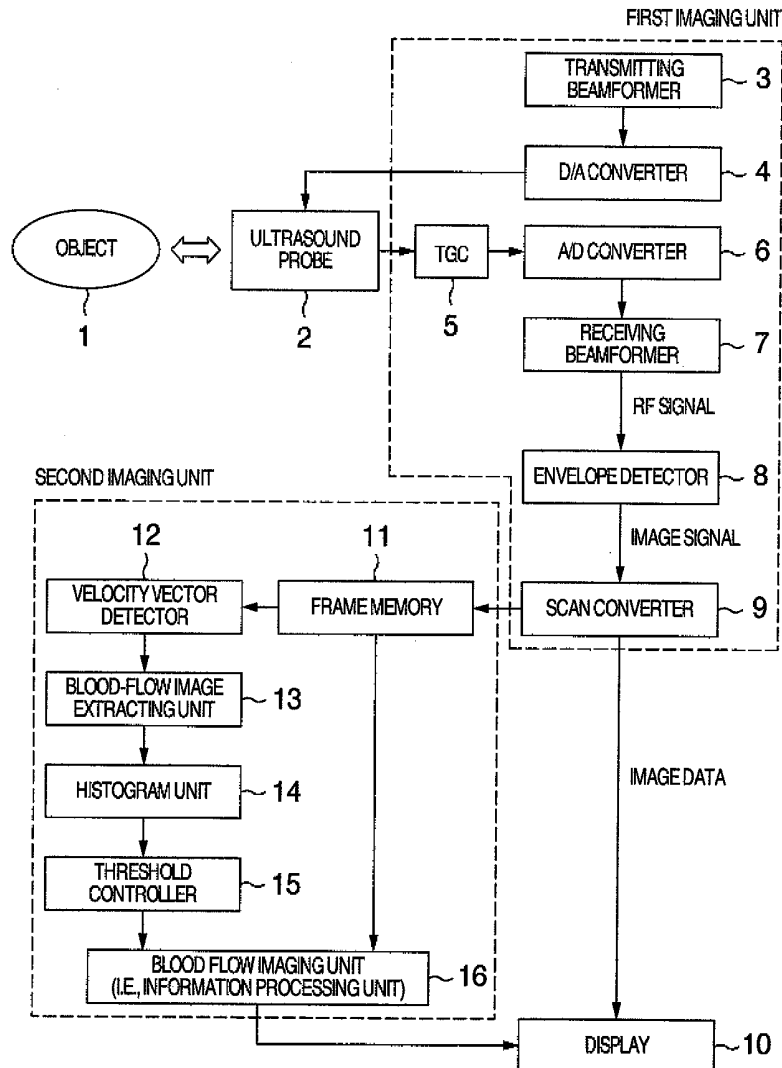 FIRST IMAGING UNIT
TRANSMITTING
BEAMFORMER
3
D/A CONVERTER
4
OBJECT
1
ULTRASOUND
PROBE
2
TGC
5
A/D CONVERTER
6
RECEIVING
BEAMFORMER
7
RF SIGNAL
ENVELOPE DETECTOR
8
IMAGE SIGNAL
SCAN CONVERTER
9
SECOND IMAGING UNIT
12
VELOCITY VECTOR
DETECTOR
11
FRAME MEMORY
BLOOD-FLOW IMAGE
EXTRACTING UNIT
13
HISTOGRAM UNIT
14
THRESHOLD
CONTROLLER
15
BLOOD FLOW IMAGING UNIT
(I.E., INFORMATION PROCESSING UNIT)
16
IMAGE DATA
DISPLAY
10